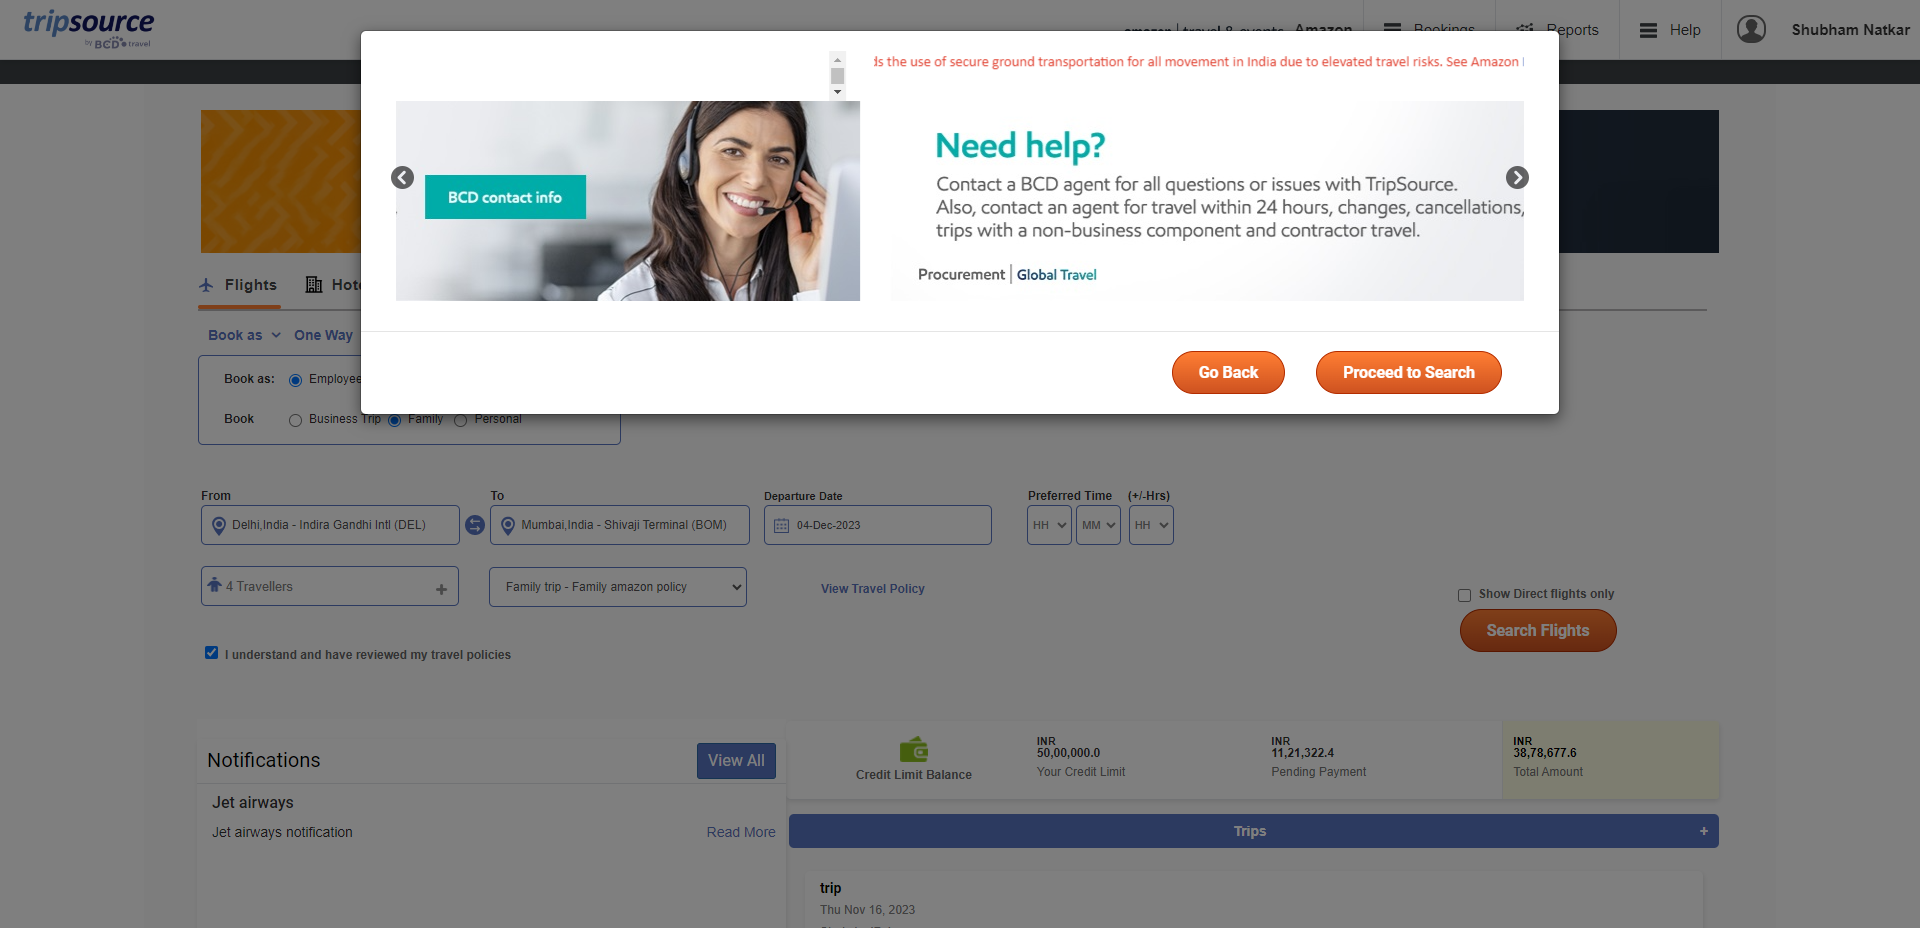 tripsource
by BCD travel
amazon | travel & events Amazon
Bookings
Reports
Help
Shubham Natkar
ds the use of secure ground transportation for all movement in India due to elevated travel risks. See Amazon
BCD contact info
Need help?
Contact a BCD agent for all questions or issues with TripSource.
Also, contact an agent for travel within 24 hours, changes, cancellations,
trips with a non-business component and contractor travel.
Procurement | Global Travel
Go Back
Proceed to Search
Flights
Hot
Book as
One Way
Book as: Employee
Book Business Trip Family Personal
From
To
Departure Date
Preferred Time (+/-Hrs)
Delhi,India - Indira Gandhi Intl (DEL)
Mumbai,India - Shivaji Terminal (BOM)
04-Dec-2023
HH MM HH
4 Travellers +
Family trip - Family amazon policy
View Travel Policy
Show Direct flights only
Search Flights
I understand and have reviewed my travel policies
Notifications
View All
Jet airways
Jet airways notification
Read More
Credit Limit Balance
INR
50,00,000.0
Your Credit Limit
INR
11,21,322.4
Pending Payment
INR
38,78,677.6
Total Amount
Trips +
trip
Thu Nov 16, 2023